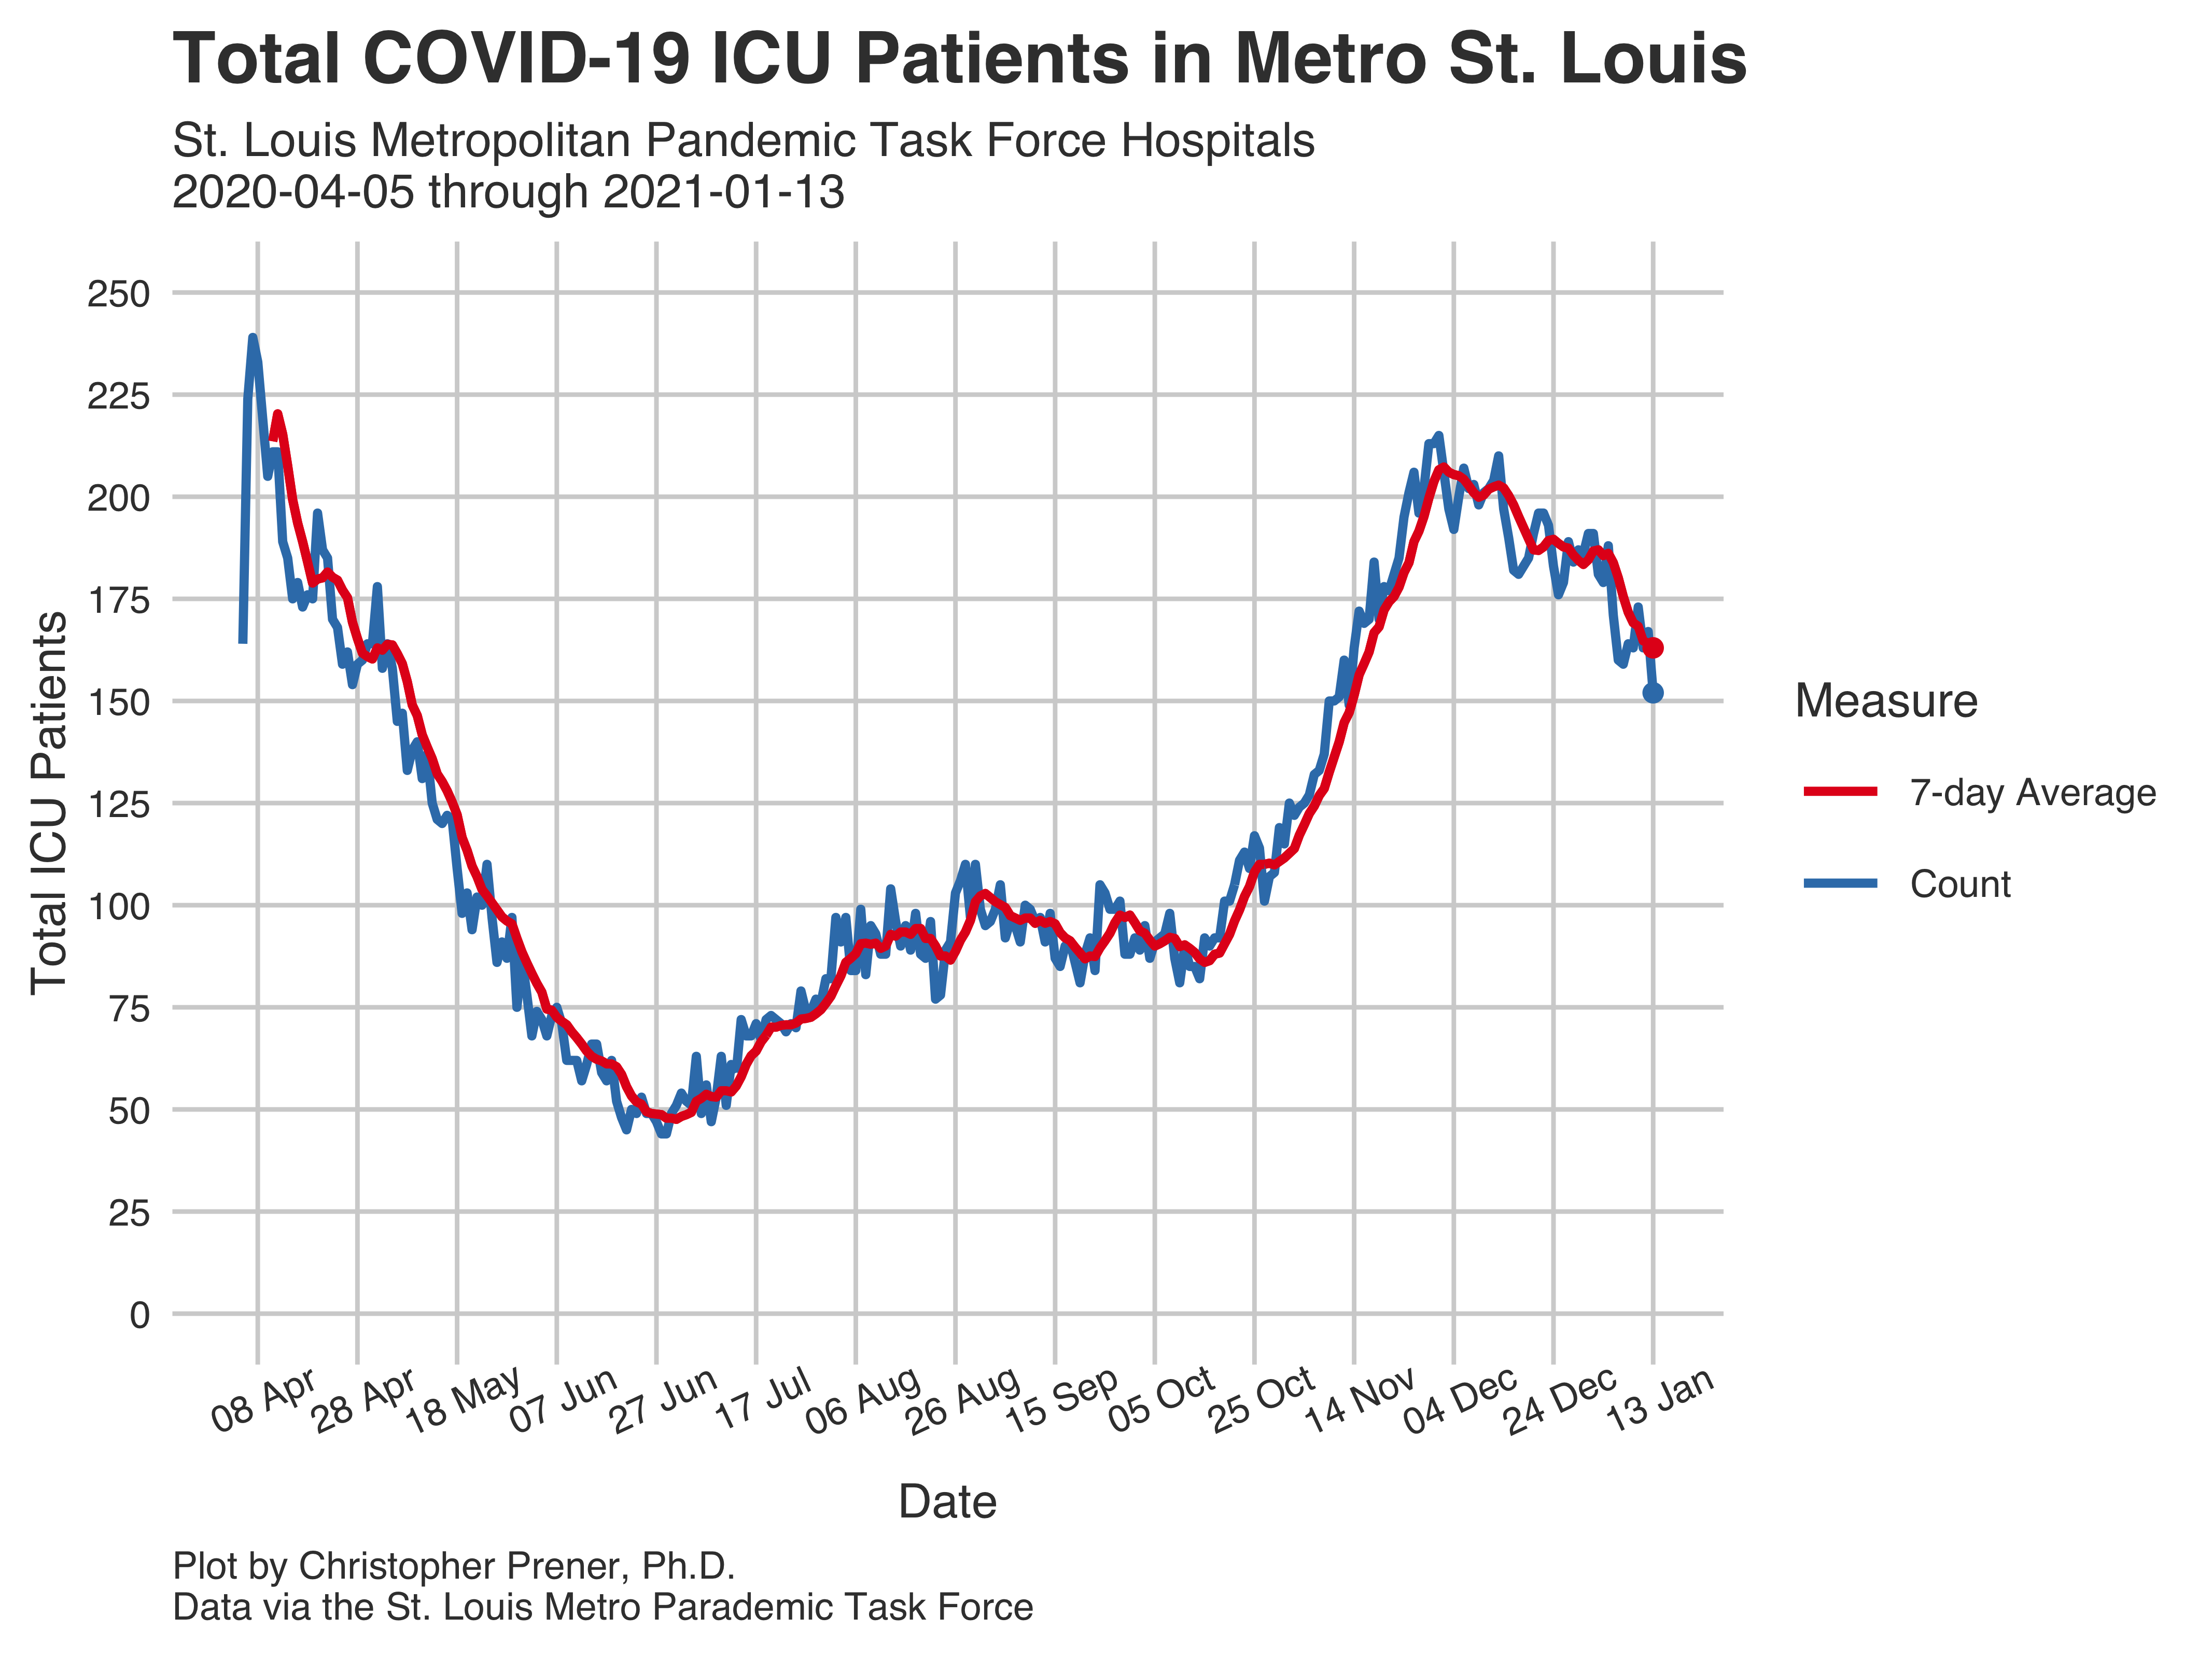 Total COVID-19 ICU Patients in Metro St. Louis
St. Louis Metropolitan Pandemic Task Force Hospitals
2020-04-05 through 2021-01-13
Total ICU Patients
250
225
200
175
150
125
100
75
50
25
0
08 Apr
28 Apr
18 May
07 Jun
27 Jun
17 Jul
06 Aug
26 Aug
15 Sep
05 Oct
25 Oct
14 Nov
04 Dec
24 Dec
13 Jan
Date
Measure
7-day Average
Count
Plot by Christopher Prener, Ph.D.
Data via the St. Louis Metro Parademic Task Force